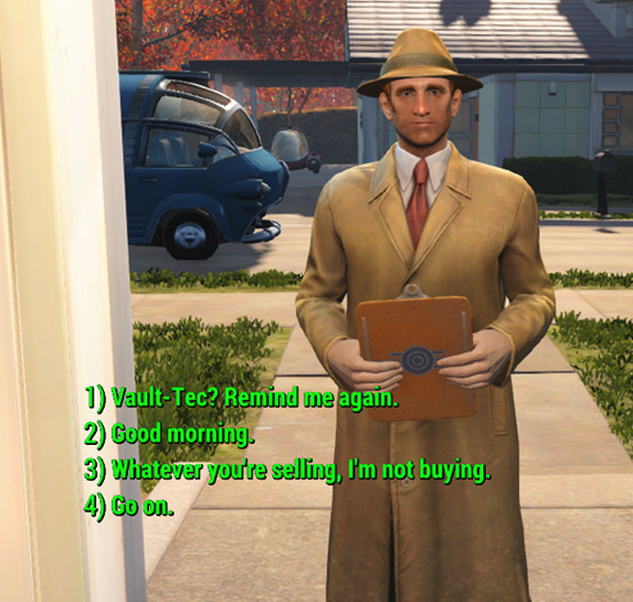 1) Vault-Tec? Remind me again.
2) Good morning.
3) Whatever you're selling, I'm not buying.
4) Go on.